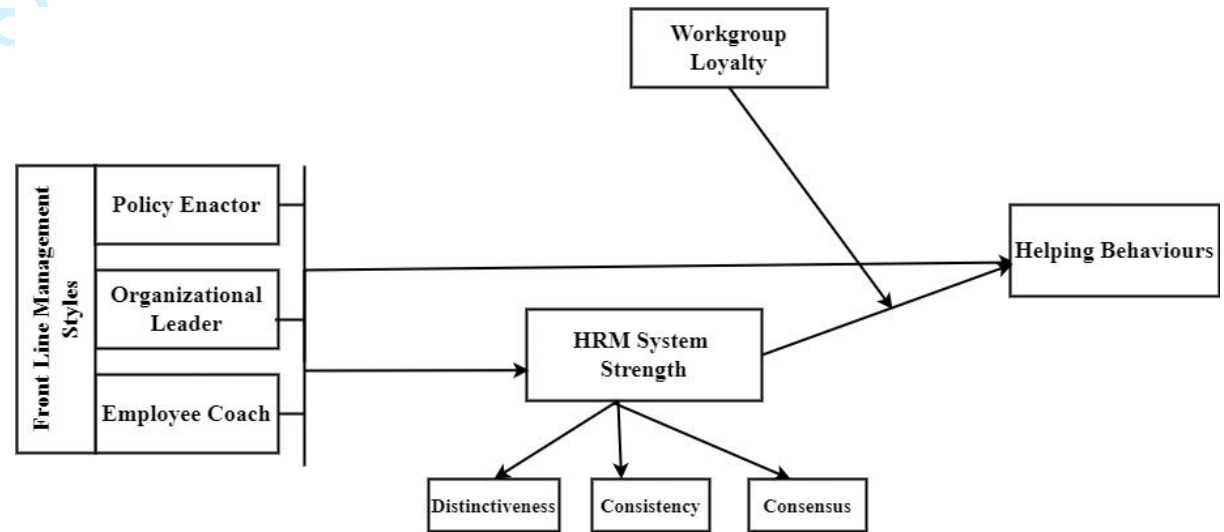 Workgroup
Loyalty
Front Line Management
Styles
Policy Enactor
Organizational
Leader
Employee Coach
HRM System
Strength
Helping Behaviours
Distinctiveness
Consistency
Consensus